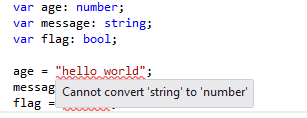 var age: number;
var message: string;
var flag: bool;
age = "hello world";
messag
Cannot convert 'string' to 'number'
flag =